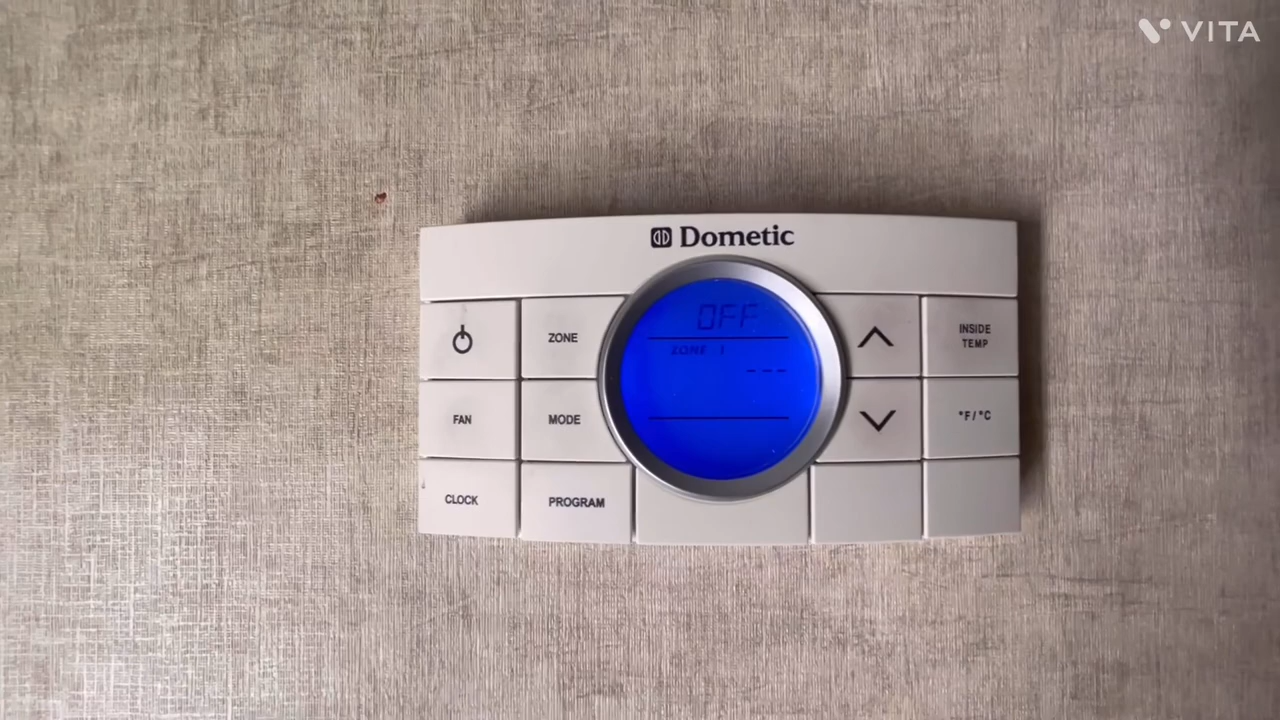 VITA
Dometic
OFF
ZONE 1
---
ZONE
INSIDE
TEMP
FAN
MODE
°F/°C
CLOCK
PROGRAM